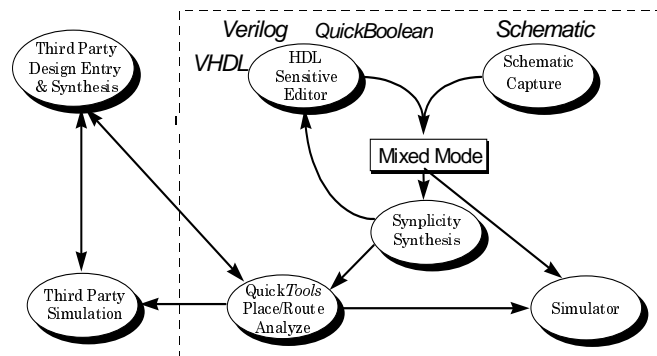 Verilog
QuickBoolean
Schematic
VHDL
Third Party
Design Entry
& Synthesis
HDL
Sensitive
Editor
Schematic
Capture
Mixed Mode
Synplicity
Synthesis
Third Party
Simulation
QuickTools
Place/Route
Analyze
Simulator